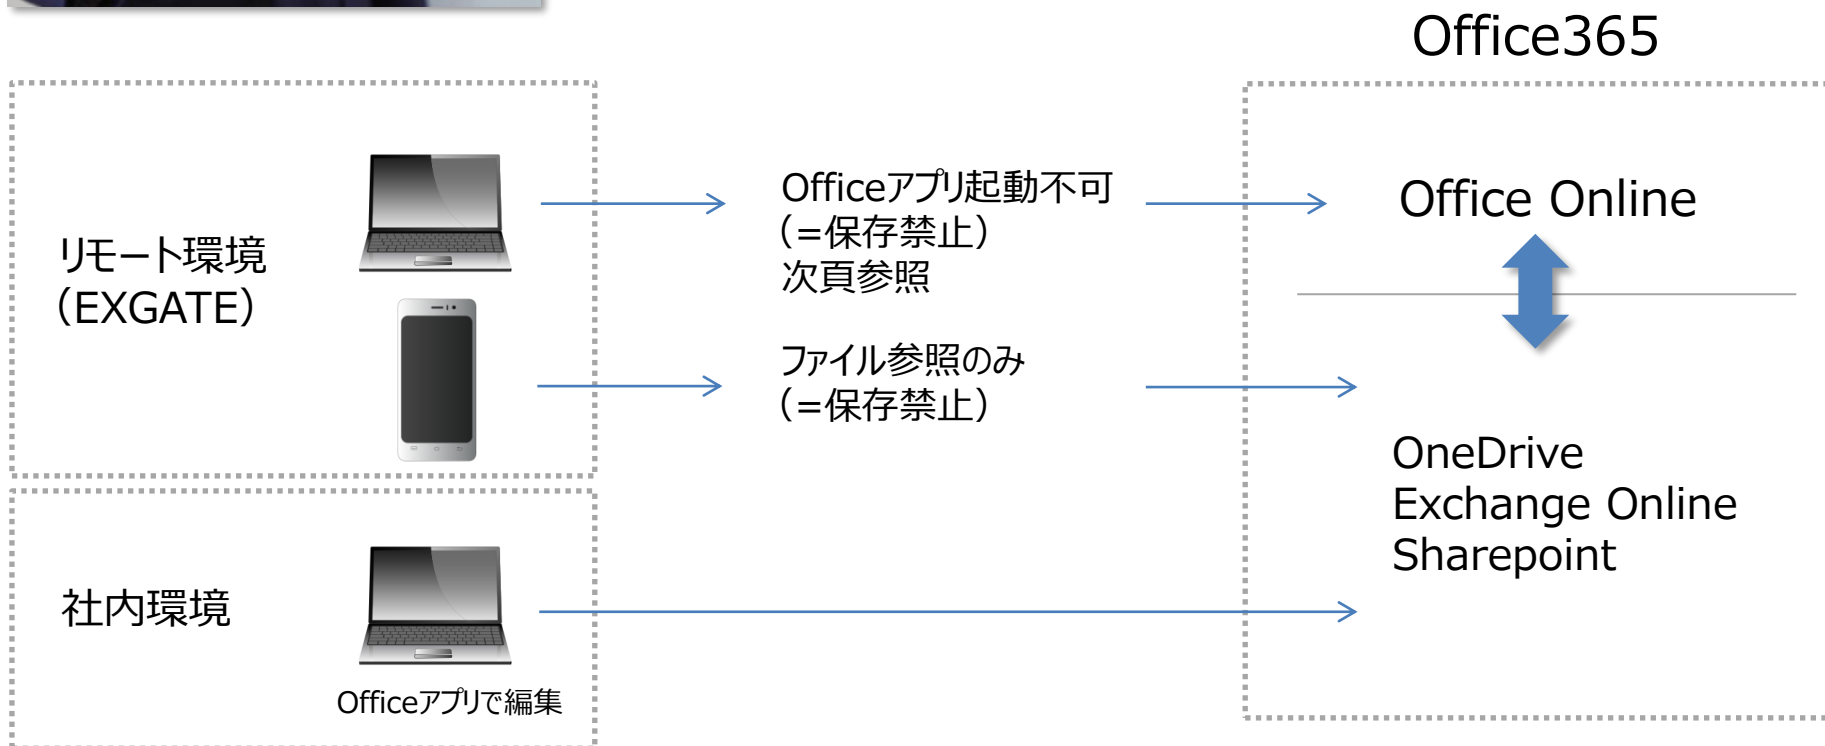 Office365
リモート環境
（EXGATE）
Officeアプリ起動不可
（=保存禁止）
次頁参照
Office Online
ファイル参照のみ
（=保存禁止）
OneDrive
Exchange Online
Sharepoint
社内環境
Officeアプリで編集